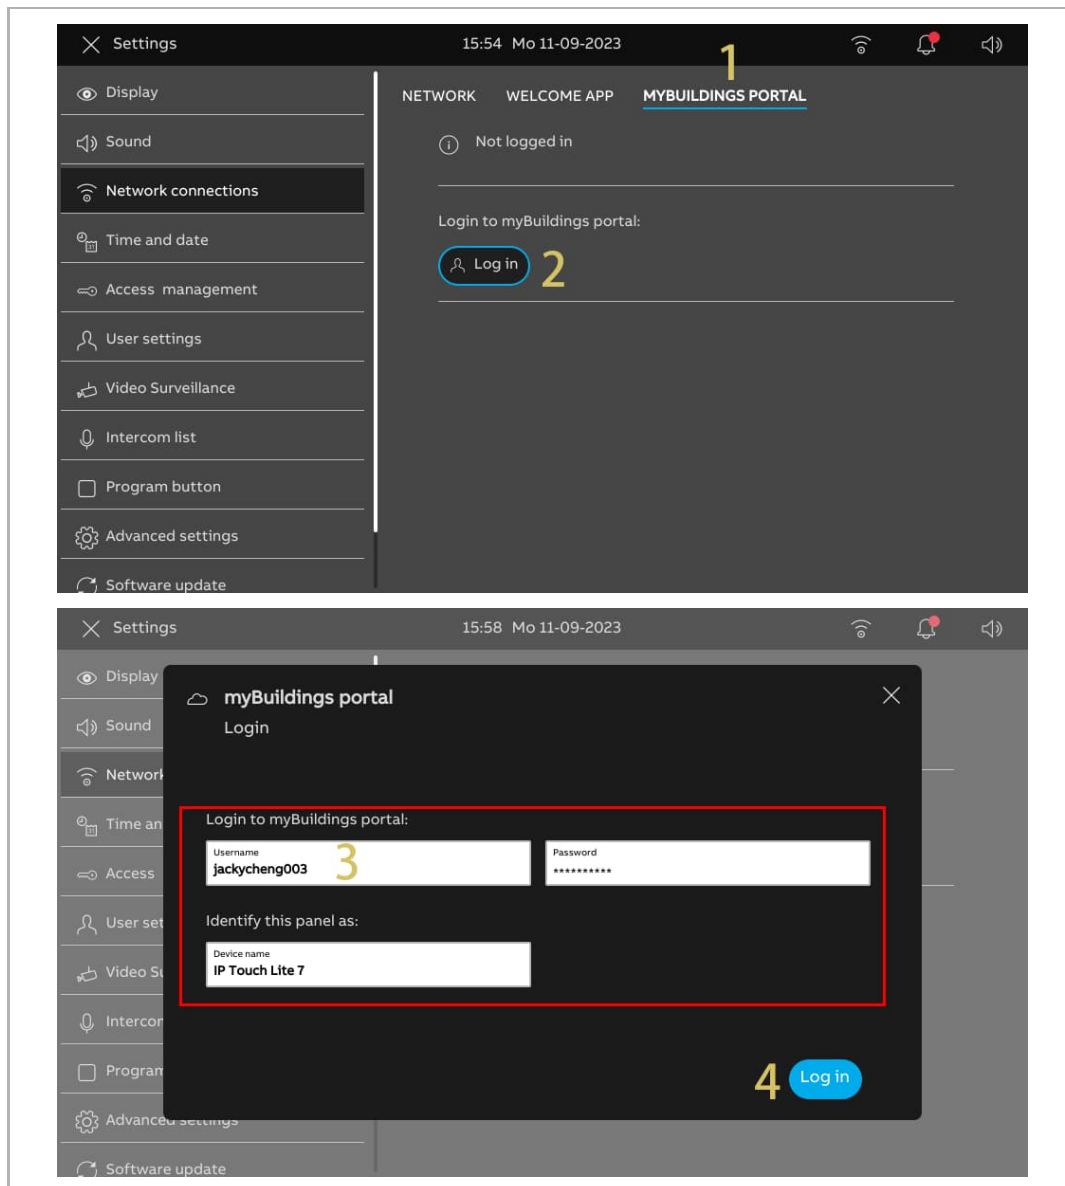 Settings 15:54 Mo 11-09-2023
1
Display
NETWORK WELCOME APP MYBUILDINGS PORTAL
Sound
Not logged in
Network connections
Login to myBuildings portal:
Time and date
Log in 2
Access management
User settings
Video Surveillance
Intercom list
Program button
Advanced settings
Software update
Settings 15:58 Mo 11-09-2023
Display
myBuildings portal
Sound
Login
Network
Login to myBuildings portal:
Time an
Username
jackycheng003
3
Password
**********
Access
Identify this panel as:
User set
Device name
IP Touch Lite 7
Video Su
Intercor
Program
4 Log in
Advanced settings
Software update